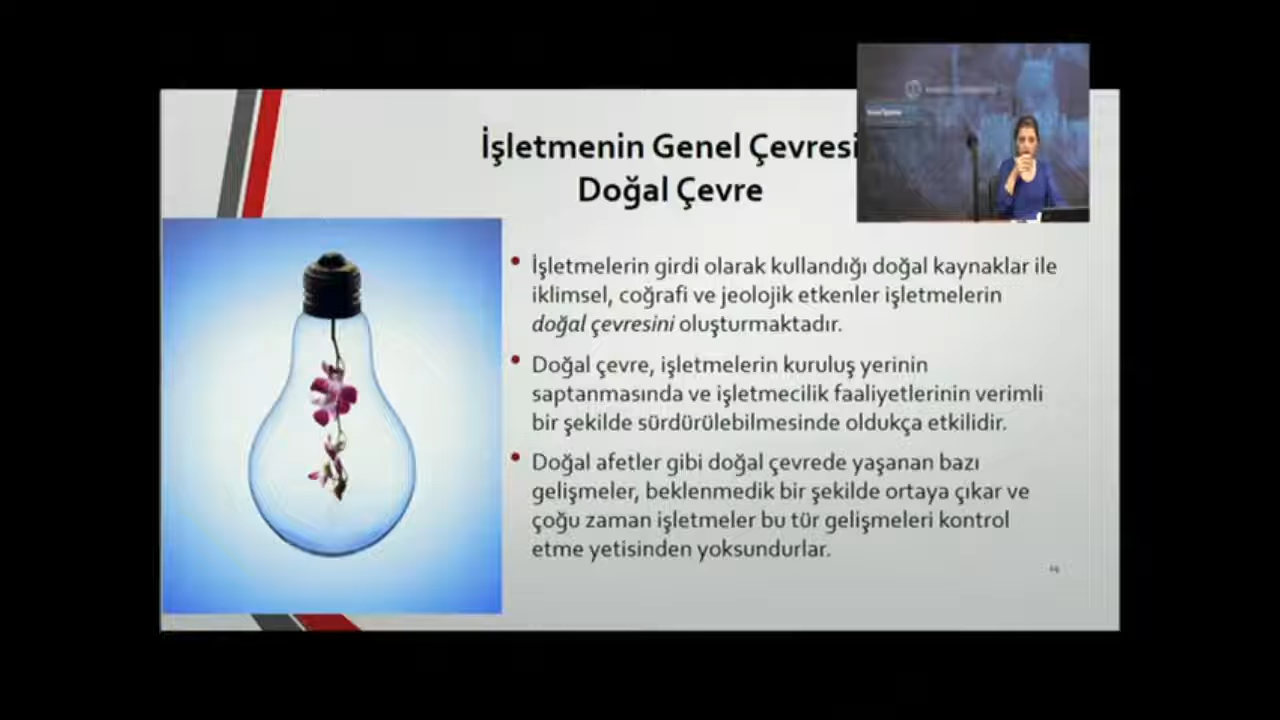 İşletmenin Genel Çevresi
Doğal Çevre
• İşletmelerin girdi olarak kullandığı doğal kaynaklar ile
iklimsel, coğrafi ve jeolojik etkenler işletmelerin
doğal çevresini oluşturmaktadır.
• Doğal çevre, işletmelerin kuruluş yerinin
saptanmasında ve işletmecilik faaliyetlerinin verimli
bir şekilde sürdürülebilmesinde oldukça etkilidir.
• Doğal afetler gibi doğal çevrede yaşanan bazı
gelişmeler, beklenmedik bir şekilde ortaya çıkar ve
çoğu zaman işletmeler bu tür gelişmeleri kontrol
etme yetisinden yoksundurlar.